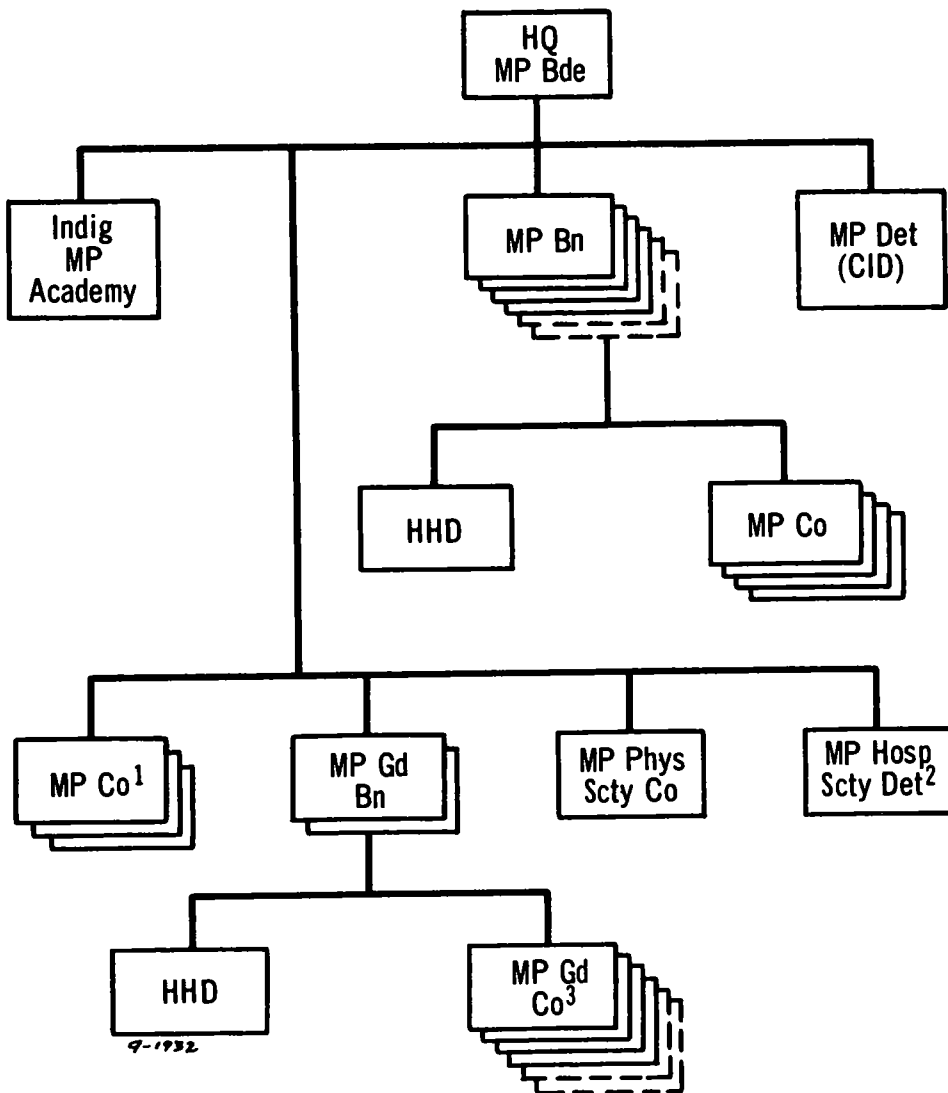 HQ
MP Bde
Indig
MP
Academy
MP Bn
MP Det
(CID)
HHD
MP Co
MP Co¹
MP Gd
Bn
MP Phys
Scty Co
MP Hosp
Scty Det²
HHD
MP Gd
Co³
9-1932